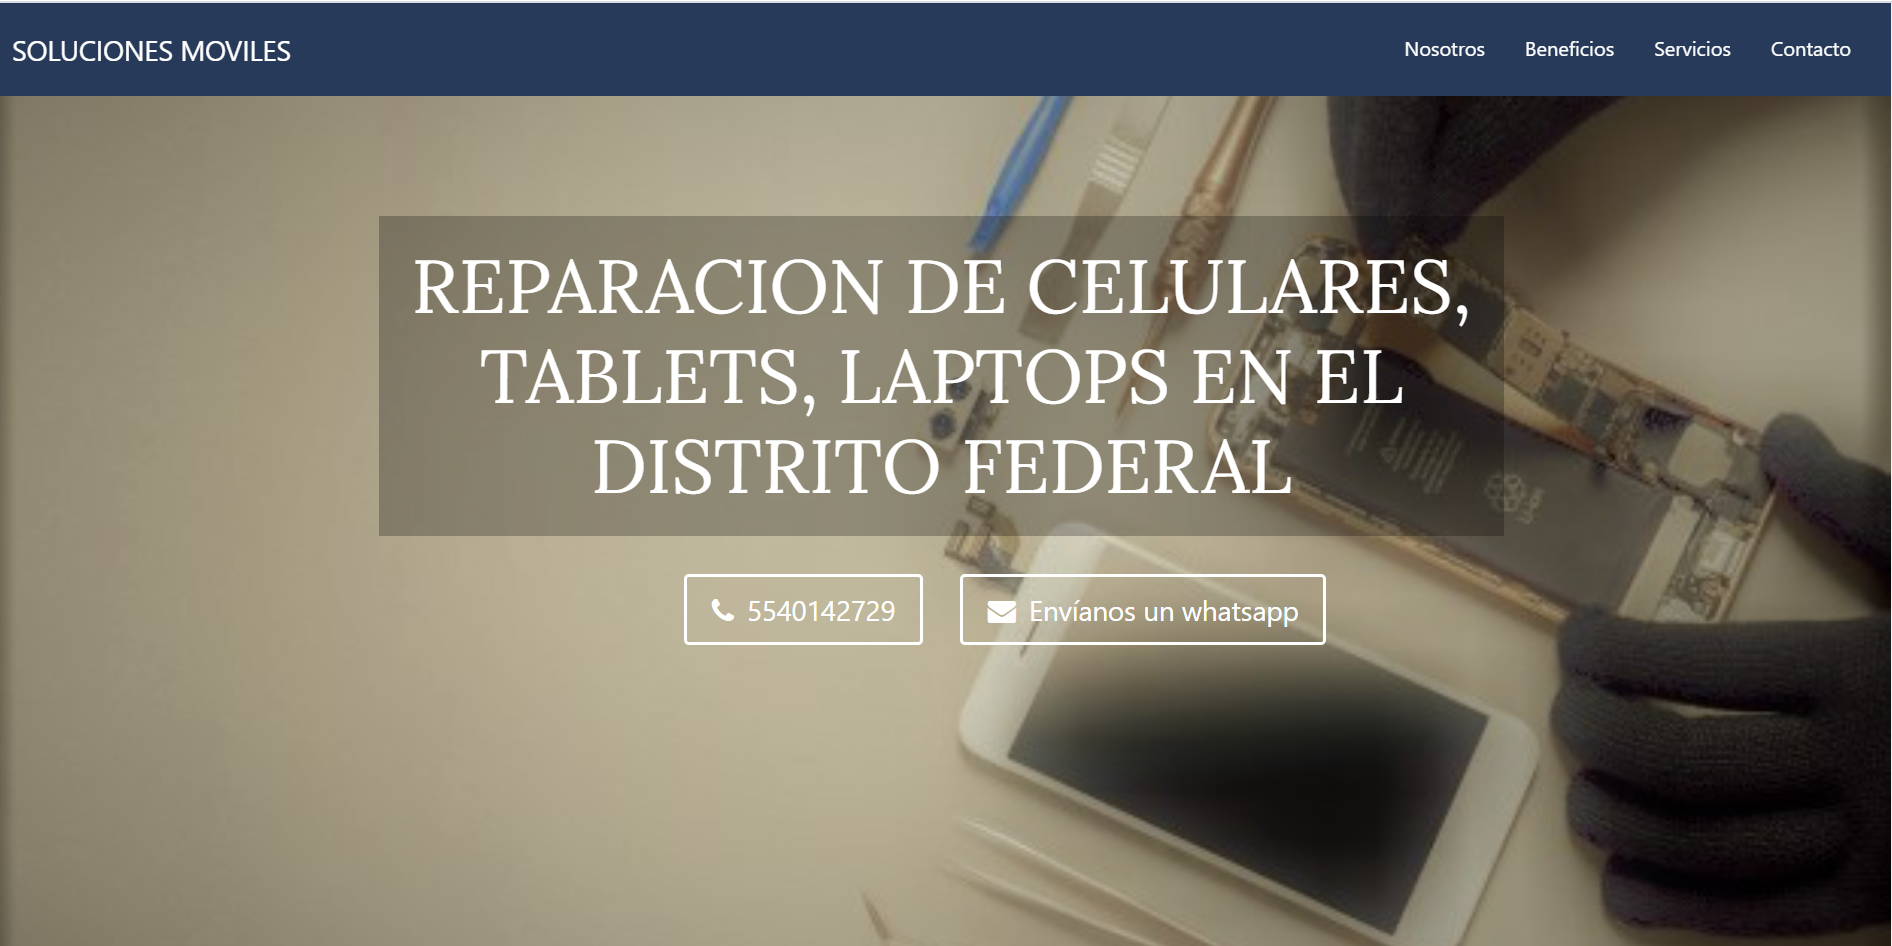 SOLUCIONES MOVILES
Nosotros
Beneficios
Servicios
Contacto
REPARACION DE CELULARES,
TABLETS, LAPTOPS EN EL
DISTRITO FEDERAL
5540142729
Envíanos un whatsapp